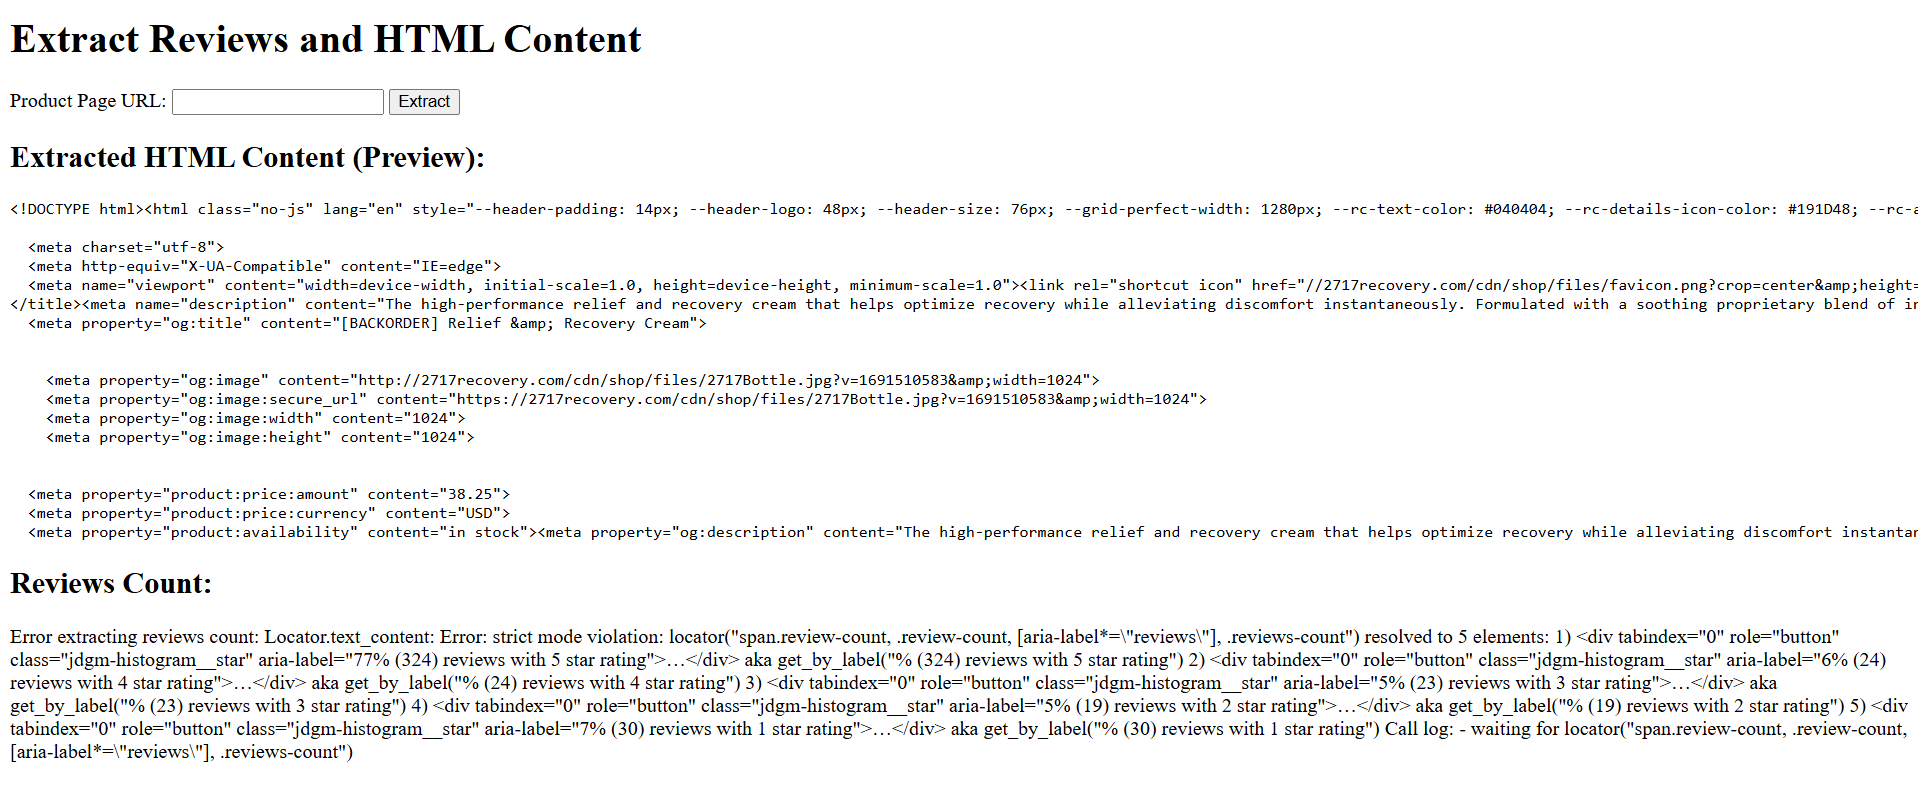 Extract Reviews and HTML Content
Product Page URL:
Extract
Extracted HTML Content (Preview):
<!DOCTYPE html><html class="no-js" lang="en" style="--header-padding: 14px; --header-logo: 48px; --header-size: 76px; --grid-perfect-width: 1280px; --rc-text-color: #040404; --rc-details-icon-color: #191D48; --rc-a
<meta charset="utf-8">
<meta http-equiv="X-UA-Compatible" content="IE=edge">
<meta name="viewport" content="width=device-width, initial-scale=1.0, height=device-height, minimum-scale=1.0"><link rel="shortcut icon" href="//2717recovery.com/cdn/shop/files/favicon.png?crop=center&amp;height=
</title><meta name="description" content="The high-performance relief and recovery cream that helps optimize recovery while alleviating discomfort instantaneously. Formulated with a soothing proprietary blend of in
<meta property="og:title" content="[BACKORDER] Relief &amp; Recovery Cream">
<meta property="og:image" content="http://2717recovery.com/cdn/shop/files/2717Bottle.jpg?v=1691510583&amp;width=1024">
<meta property="og:image:secure_url" content="https://2717recovery.com/cdn/shop/files/2717Bottle.jpg?v=1691510583&amp;width=1024">
<meta property="og:image:width" content="1024">
<meta property="og:image:height" content="1024">
<meta property="product:price:amount" content="38.25">
<meta property="product:price:currency" content="USD">
<meta property="product:availability" content="in stock"><meta property="og:description" content="The high-performance relief and recovery cream that helps optimize recovery while alleviating discomfort instantan
Reviews Count:
Error extracting reviews count: Locator.text_content: Error: strict mode violation: locator("span.review-count, .review-count, [aria-label*=\"reviews\"], .reviews-count") resolved to 5 elements: 1) <div tabindex="0" role="button"
class="jdgm-histogram__star" aria-label="77% (324) reviews with 5 star rating">…</div> aka get_by_label("% (324) reviews with 5 star rating") 2) <div tabindex="0" role="button" class="jdgm-histogram__star" aria-label="6% (24)
reviews with 4 star rating">…</div> aka get_by_label("% (24) reviews with 4 star rating") 3) <div tabindex="0" role="button" class="jdgm-histogram__star" aria-label="5% (23) reviews with 3 star rating">…</div> aka
get_by_label("% (23) reviews with 3 star rating") 4) <div tabindex="0" role="button" class="jdgm-histogram__star" aria-label="5% (19) reviews with 2 star rating">…</div> aka get_by_label("% (19) reviews with 2 star rating") 5) <div
tabindex="0" role="button" class="jdgm-histogram__star" aria-label="7% (30) reviews with 1 star rating">…</div> aka get_by_label("% (30) reviews with 1 star rating") Call log: - waiting for locator("span.review-count, .review-count,
[aria-label*=\"reviews\"], .reviews-count")